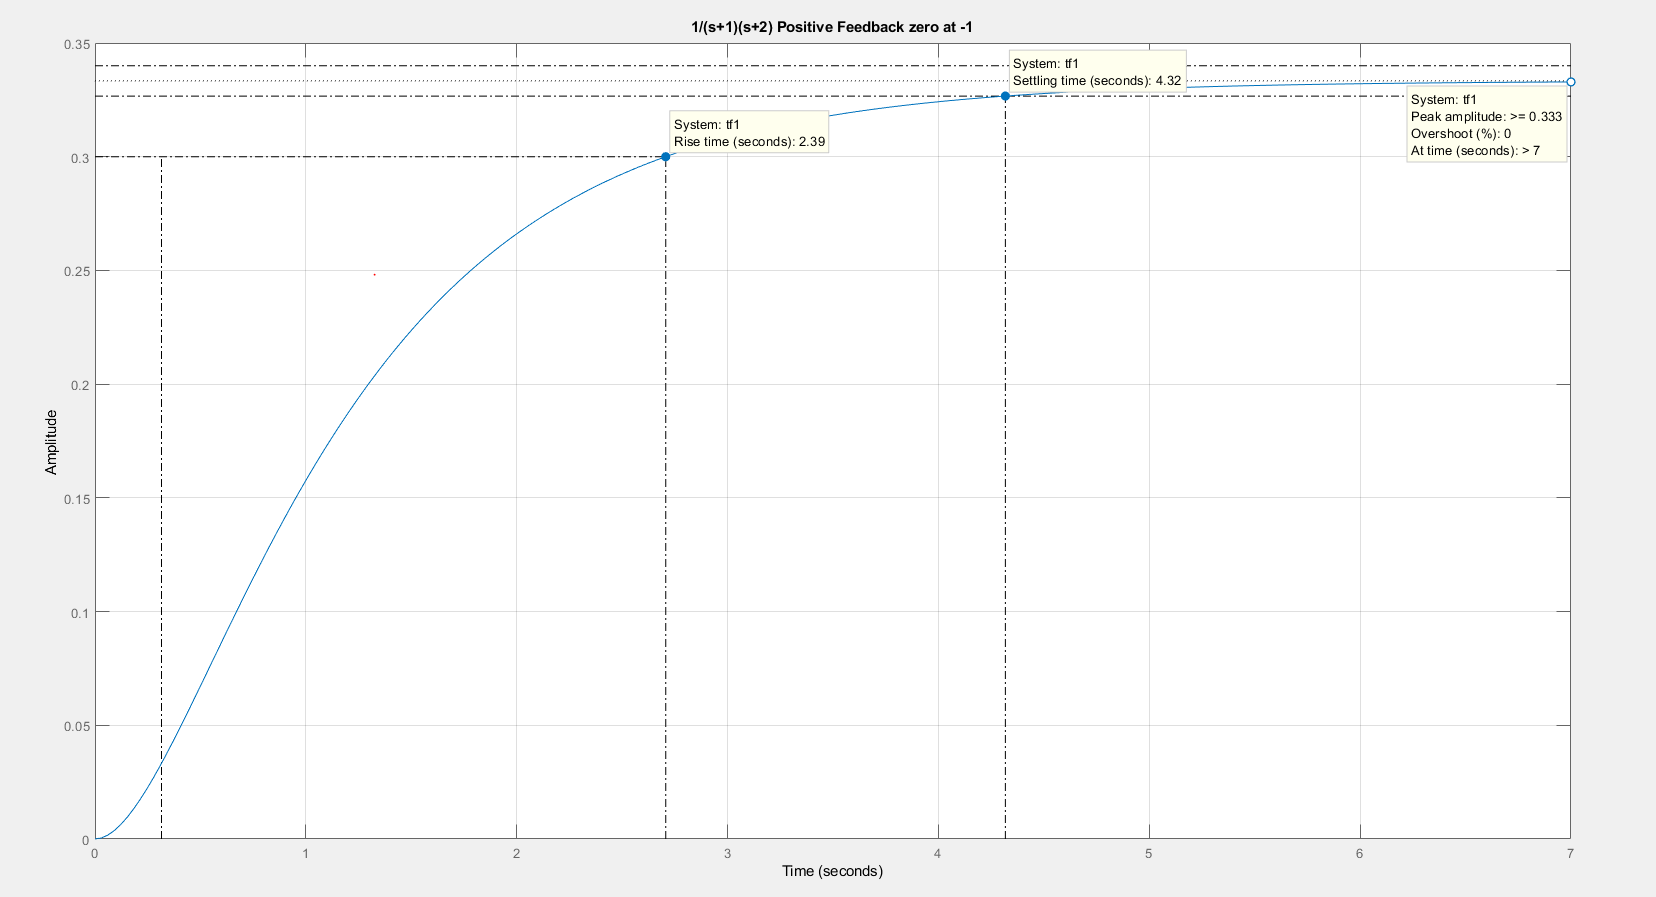 1/(s+1)(s+2) Positive Feedback zero at -1
0.35
System: tf1
Settling time (seconds): 4.32
System: tf1
Peak amplitude: >= 0.333
Overshoot (%): 0
At time (seconds): > 7
System: tf1
Rise time (seconds): 2.39
0.3
0.25
0.2
0.15
0.1
0.05
0
Amplitude
0 1 2 3 4 5 6 7
Time (seconds)